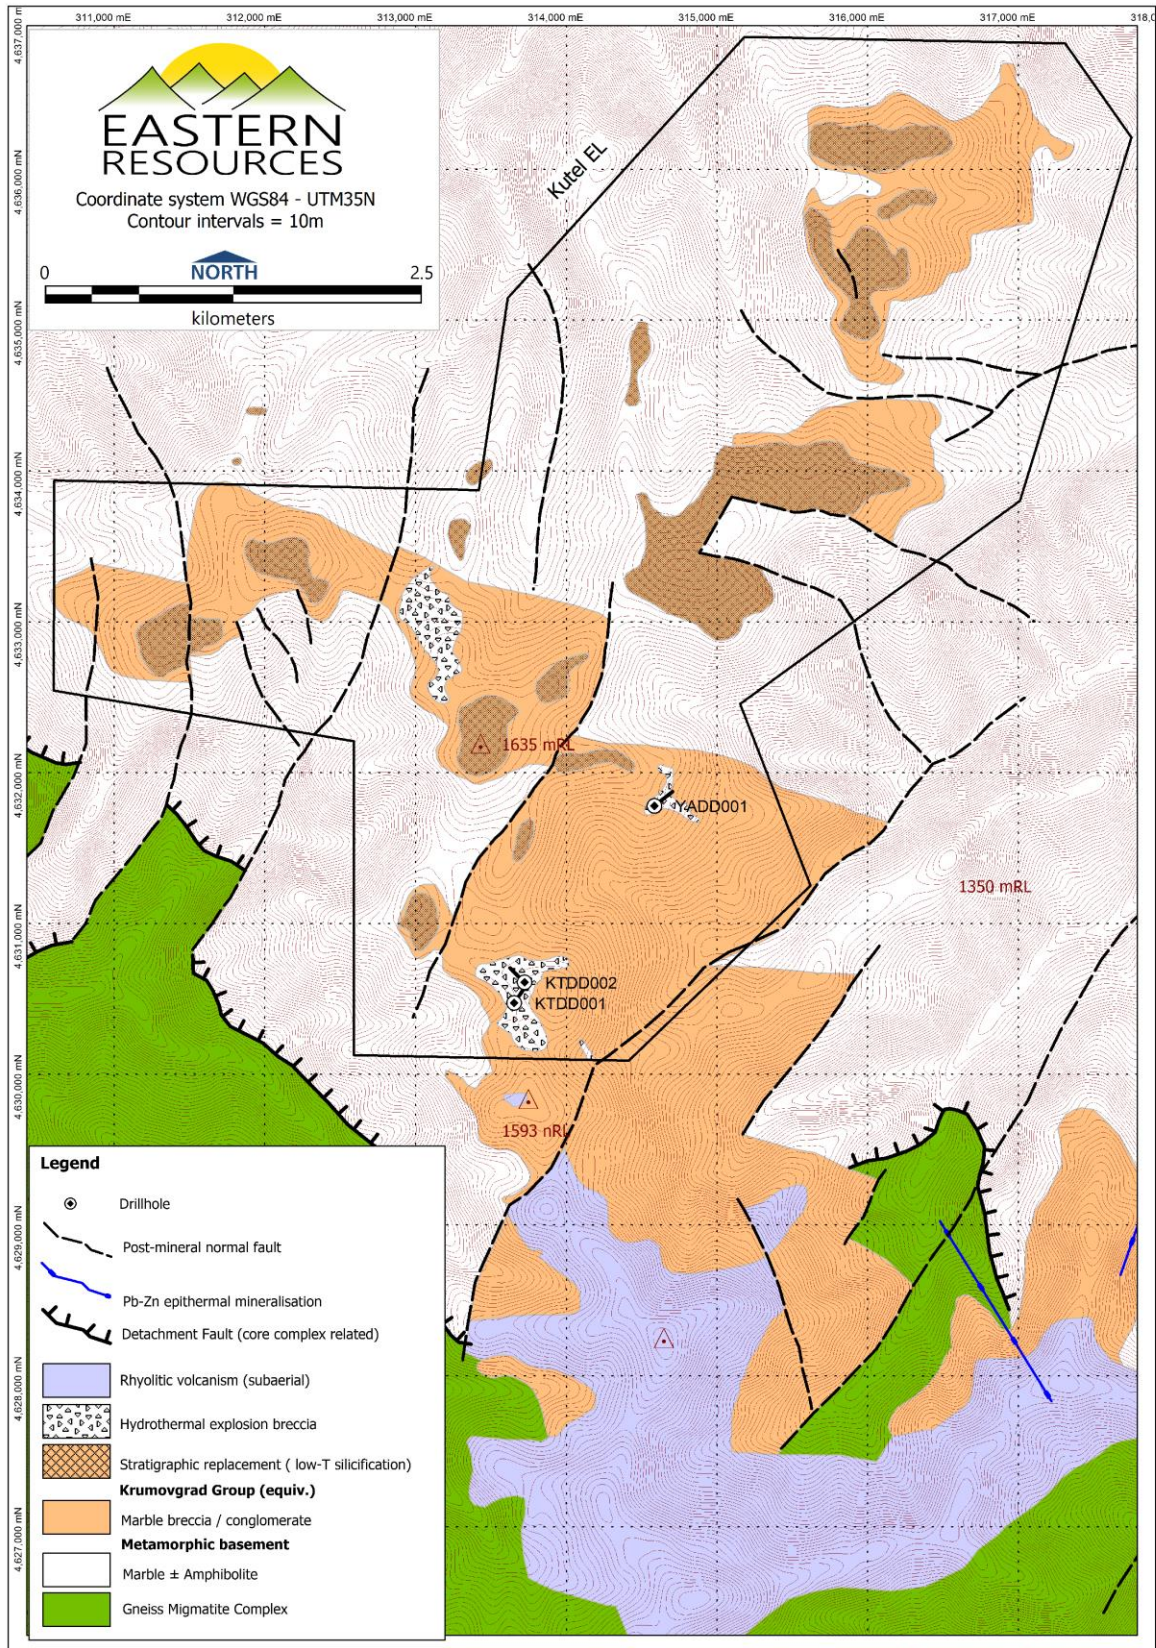 311,000 mE
312,000 mE
313,000 mE
314,000 mE
315,000 mE
316,000 mE
317,000 mE
318,0
4.637,000 m
4.636,000 mN
4.635,000 mN
4.634,000 mN
4.633,000 mN
4.632,000 mN
4.631,000 mN
4.630,000 mN
4.629,000 mN
4.628,000 mN
4.627,000 mN
EASTERN
RESOURCES
Coordinate system WGS84 - UTM35N
Contour intervals = 10m
NORTH
0 2.5
kilometers
Kutel EL
1635 mRL
YADD001
1350 mRL
KTDD002
KTDD001
1593 nRL
Legend
Drillhole
Post-mineral normal fault
Pb-Zn epithermal mineralisation
Detachment Fault (core complex related)
Rhyolitic volcanism (subaerial)
Hydrothermal explosion breccia
Stratigraphic replacement ( low-T silicification)
Krumovgrad Group (equiv.)
Marble breccia / conglomerate
Metamorphic basement
Marble ± Amphibolite
Gneiss Migmatite Complex